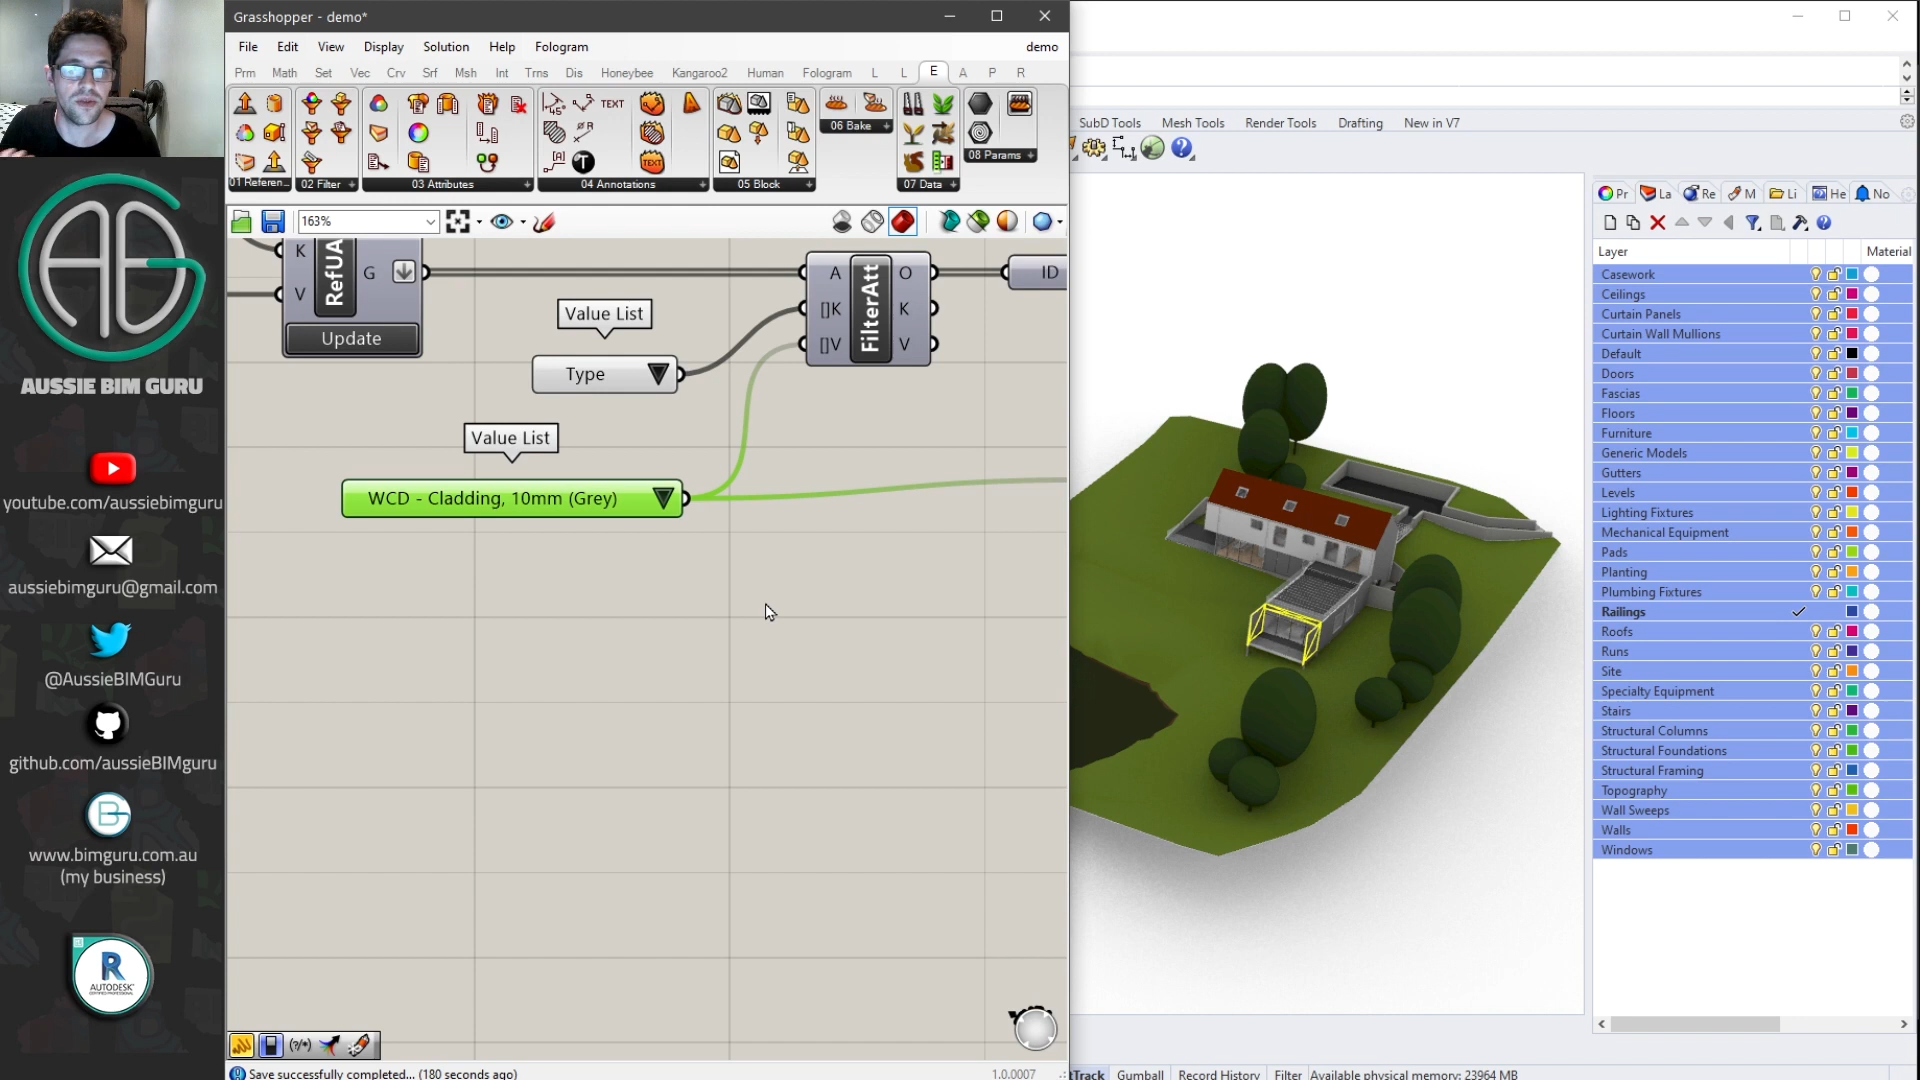 Grasshopper - demo*
File Edit View Display Solution Help Fologram demo
Prm Math Set Vec Crv Srf Msh Int Trns Dis Honeybee Kangaroo2 Human Fologram L L E A P R
TEXT
45°
TEXT
01 Referen... 02 Filter 03 Attributes 04 Annotations 05 Block 06 Bake 07 Data 08 Params
163%
SubD Tools Mesh Tools Render Tools Drafting New in V7
Pr La Re M Li He No
K
V
RefUA
G
Update
Value List
Type
Value List
WCD - Cladding, 10mm (Grey)
A
[]K
[]V
FilterAtt
O
K
V
ID
AG
AUSSIE BIM GURU
youtube.com/aussiebimguru
aussiebimguru@gmail.com
@AussieBIMGuru
github.com/aussieBIMguru
www.bimguru.com.au
(my business)
R
AUTODESK
CERTIFIED PROFESSIONAL
Layer Material
Casework
Ceilings
Curtain Panels
Curtain Wall Mullions
Default
Doors
Fascias
Floors
Furniture
Generic Models
Gutters
Levels
Lighting Fixtures
Mechanical Equipment
Pads
Planting
Plumbing Fixtures
Railings
Roofs
Runs
Site
Specialty Equipment
Stairs
Structural Columns
Structural Foundations
Structural Framing
Topography
Wall Sweeps
Walls
Windows
Save successfully completed... (180 seconds ago) 1.0.0007
tTrack Gumball Record History Filter Available physical memory: 23964 MB